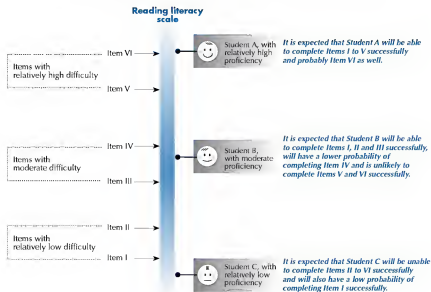 Reading literacy
scale
Item VI
Items with
relatively high difficulty
Item V
Student A, with
relatively high
proficiency
It is expected that Student A will be able
to complete Items I to V successfully
and probably Item VI as well.
Item IV
Items with
moderate difficulty
Item III
Student B,
with moderate
proficiency
It is expected that Student B will be able
to complete Items I, II and III successfully,
will have a lower probability of
completing Item IV and is unlikely to
complete Items V and VI successfully.
Item II
Items with
relatively low difficulty
Item I
Student C, with
relatively low
proficiency
It is expected that Student C will be unable
to complete Items II to VI successfully
and will also have a low probability of
completing Item I successfully.